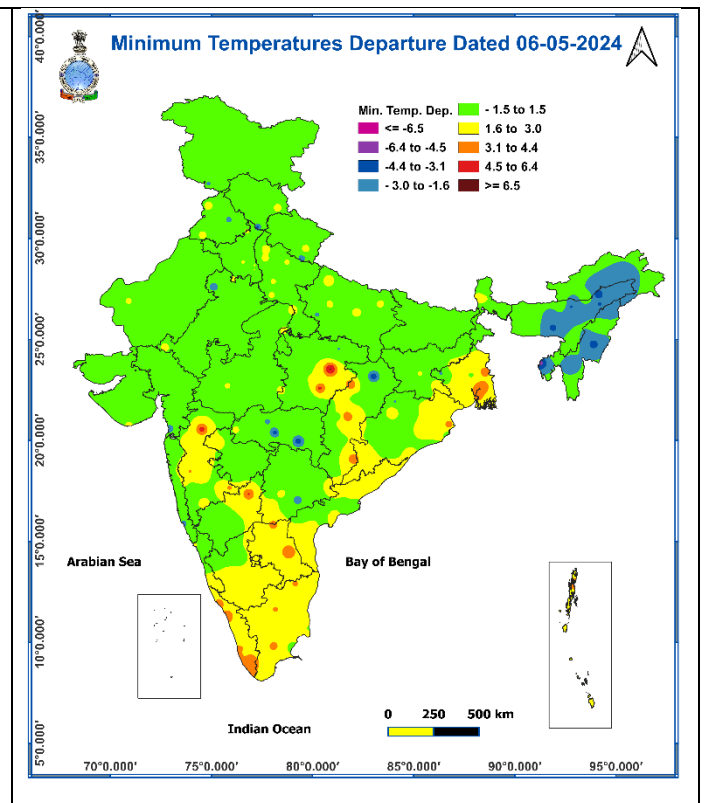 Minimum Temperatures Departure Dated 06-05-2024
Min. Temp. Dep.
<= -6.5
-6.4 to -4.5
-4.4 to -3.1
- 3.0 to -1.6
- 1.5 to 1.5
1.6 to 3.0
3.1 to 4.4
4.5 to 6.4
>= 6.5
40°0.000'
35°0.000'
30°0.000'
25°0.000'
20°0.000'
15°0.000'
10°0.000'
5°0.000'
Arabian Sea
Bay of Bengal
Indian Ocean
0 250 500 km
70°0.000' 75°0.000' 80°0.000' 85°0.000' 90°0.000' 95°0.000'